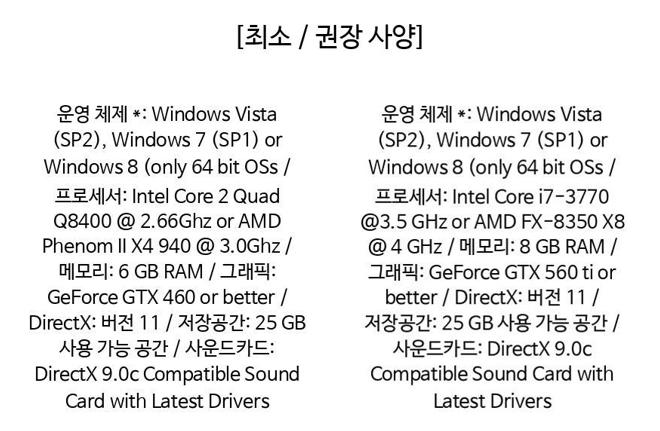 [최소 / 권장 사양]
운영 체제 *: Windows Vista
(SP2), Windows 7 (SP1) or
Windows 8 (only 64 bit OSs /
프로세서: Intel Core 2 Quad
Q8400 @ 2.66Ghz or AMD
Phenom II X4 940 @ 3.0Ghz /
메모리: 6 GB RAM / 그래픽:
GeForce GTX 460 or better /
DirectX: 버전 11 / 저장공간: 25 GB
사용 가능 공간 / 사운드카드:
DirectX 9.0c Compatible Sound
Card with Latest Drivers
운영 체제 *: Windows Vista
(SP2), Windows 7 (SP1) or
Windows 8 (only 64 bit OSs /
프로세서: Intel Core i7-3770
@3.5 GHz or AMD FX-8350 X8
@ 4 GHz / 메모리: 8 GB RAM /
그래픽: GeForce GTX 560 ti or
better / DirectX: 버전 11 /
저장공간: 25 GB 사용 가능 공간 /
사운드카드: DirectX 9.0c
Compatible Sound Card with
Latest Drivers